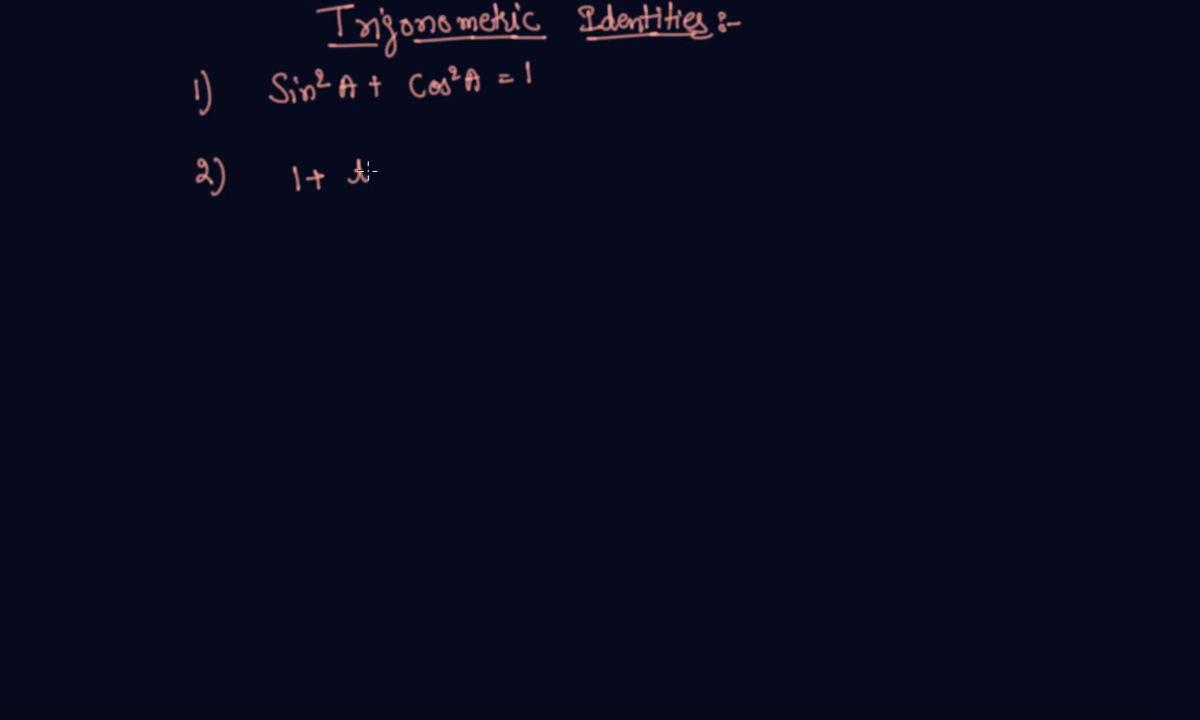 Trigonometric Identities:-
1) Sin²A + Cos²A = 1
2) 1 + t